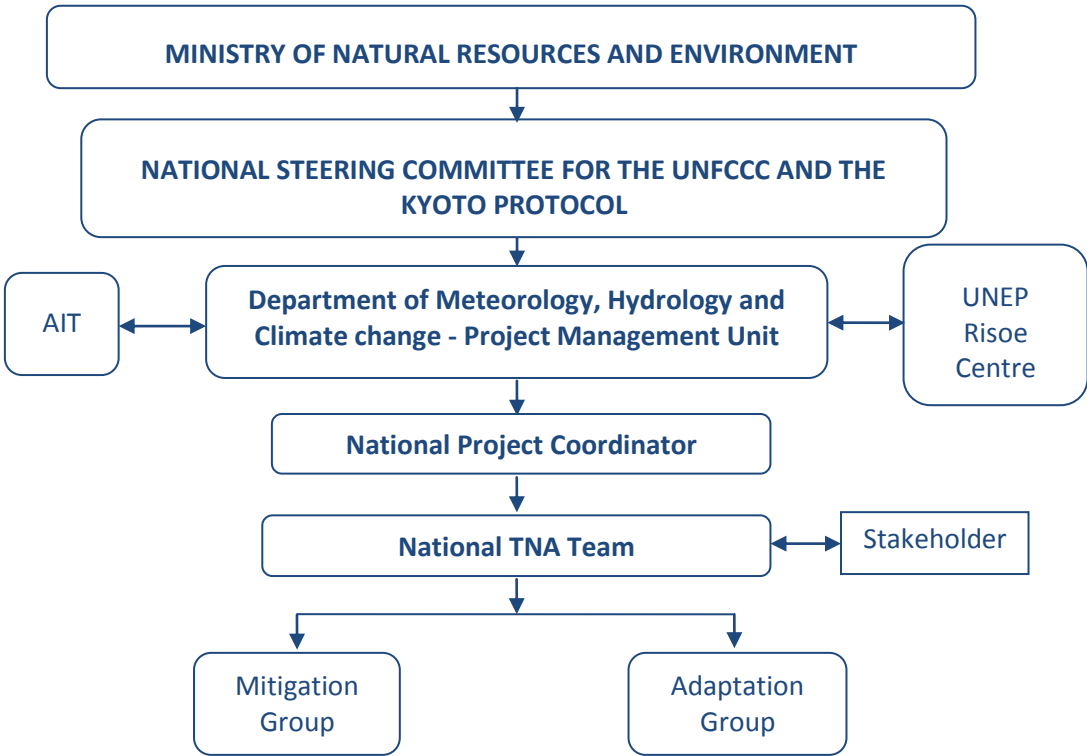 MINISTRY OF NATURAL RESOURCES AND ENVIRONMENT
NATIONAL STEERING COMMITTEE FOR THE UNFCCC AND THE
KYOTO PROTOCOL
AIT
Department of Meteorology, Hydrology and
Climate change - Project Management Unit
UNEP
Risoe
Centre
National Project Coordinator
National TNA Team
Stakeholder
Mitigation
Group
Adaptation
Group